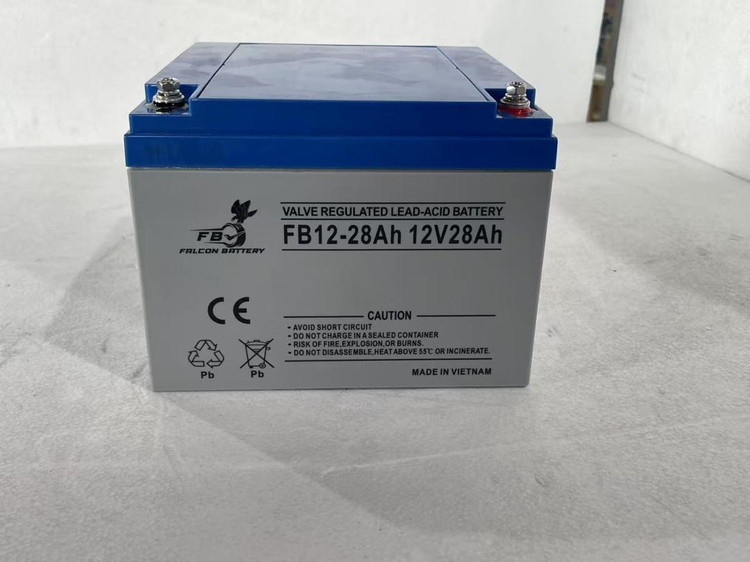 VALVE REGULATED LEAD-ACID BATTERY
FB
FB12-28Ah 12V28Ah
FALCON BATTERY
CE
CAUTION
• AVOID SHORT CIRCUIT
• DO NOT CHARGE IN A SEALED CONTAINER
• RISK OF FIRE,EXPLOSION,OR BURNS.
• DO NOT DISASSEMBLE,HEAT ABOVE 55℃ OR INCINERATE.
Pb
Pb
MADE IN VIETNAM